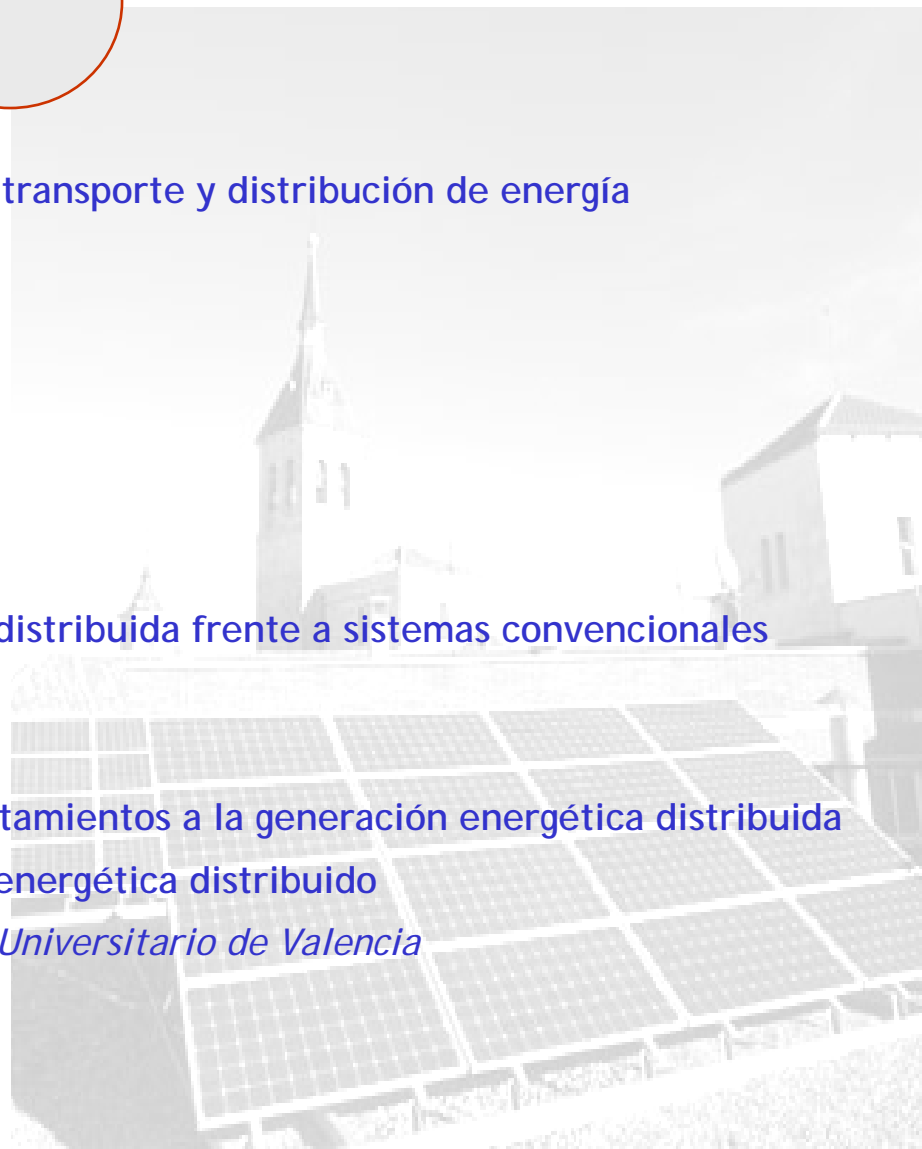 transporte y distribución de energía
distribuida frente a sistemas convencionales
tamientos a la generación energética distribuida
energética distribuido
Universitario de Valencia